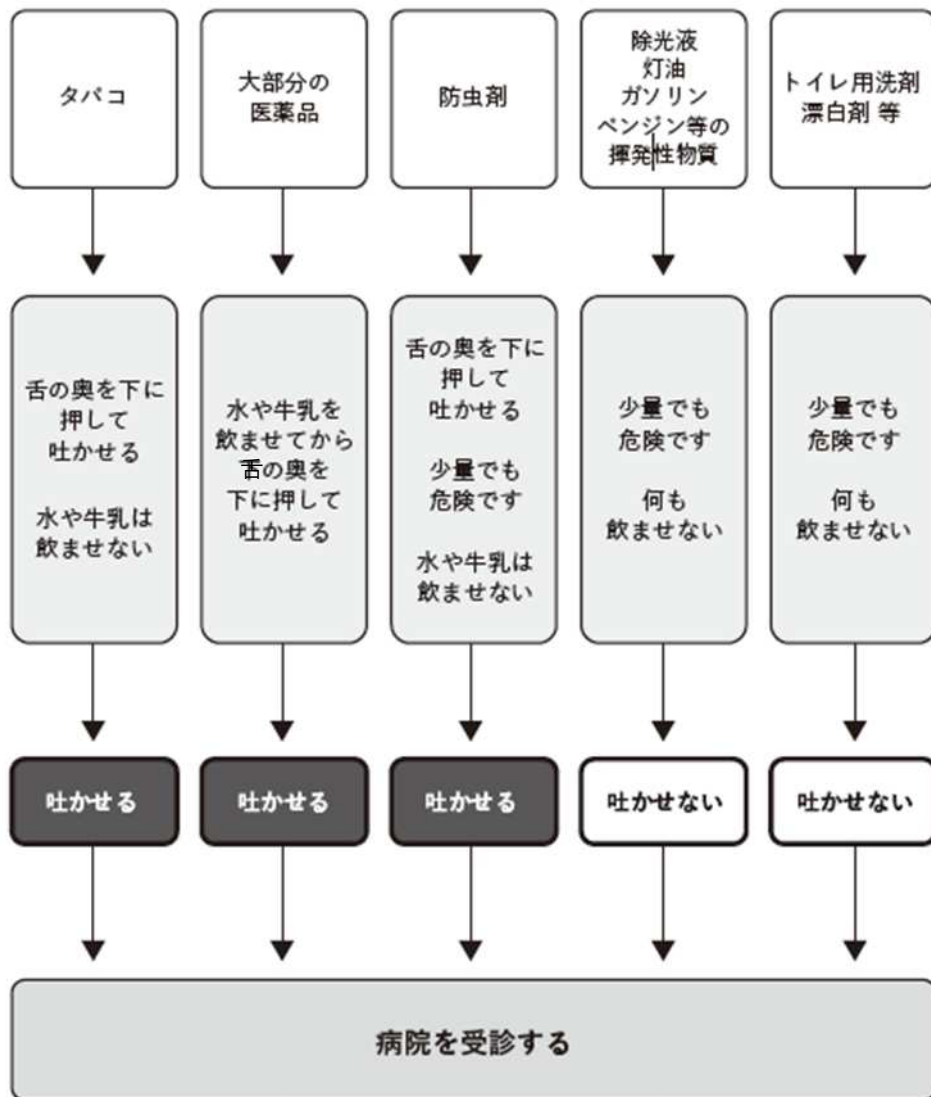 タバコ
大部分の
医薬品
防虫剤
除光液
灯油
ガソリン
ベンジン等の
揮発性物質
トイレ用洗剤
漂白剤 等
舌の奥を下に
押して
吐かせる
水や牛乳は
飲ませない
水や牛乳を
飲ませてから
舌の奥を
下に押して
吐かせる
舌の奥を下に
押して
吐かせる
少量でも
危険です
水や牛乳は
飲ませない
少量でも
危険です
何も
飲ませない
少量でも
危険です
何も
飲ませない
吐かせる
吐かせる
吐かせる
吐かせない
吐かせない
病院を受診する